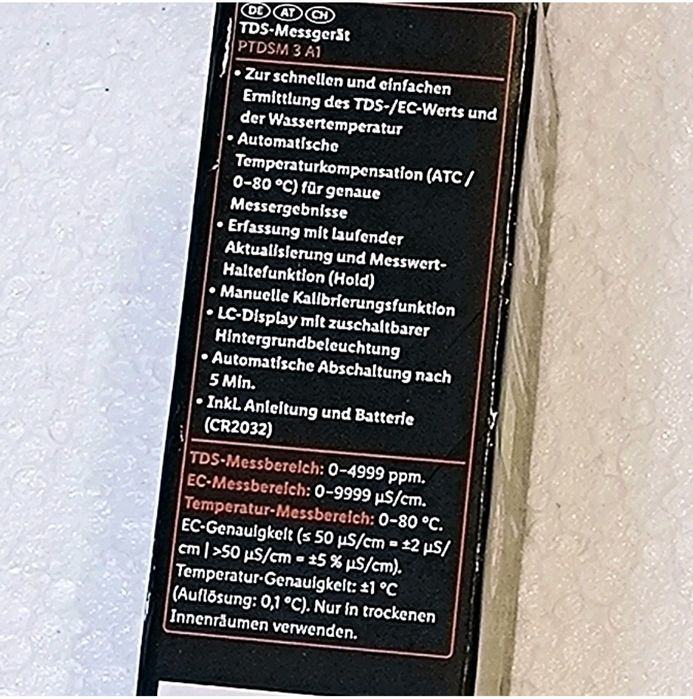 DE AT CH
TDS-Messgerät
PTDSM 3 A1
• Zur schnellen und einfachen
Ermittlung des TDS-/EC-Werts und
der Wassertemperatur
• Automatische
Temperaturkompensation (ATC /
0–80 °C) für genaue
Messergebnisse
• Erfassung mit laufender
Aktualisierung und Messwert-
Haltefunktion (Hold)
• Manuelle Kalibrierungsfunktion
• LC-Display mit zuschaltbarer
Hintergrundbeleuchtung
• Automatische Abschaltung nach
5 Min.
• Inkl. Anleitung und Batterie
(CR2032)
TDS-Messbereich: 0–4999 ppm.
EC-Messbereich: 0–9999 µS/cm.
Temperatur-Messbereich: 0–80 °C.
EC-Genauigkeit (≤ 50 µS/cm = ±2 µS/
cm | >50 µS/cm = ±5 % µS/cm).
Temperatur-Genauigkeit: ±1 °C
(Auflösung: 0,1 °C). Nur in trockenen
Innenräumen verwenden.